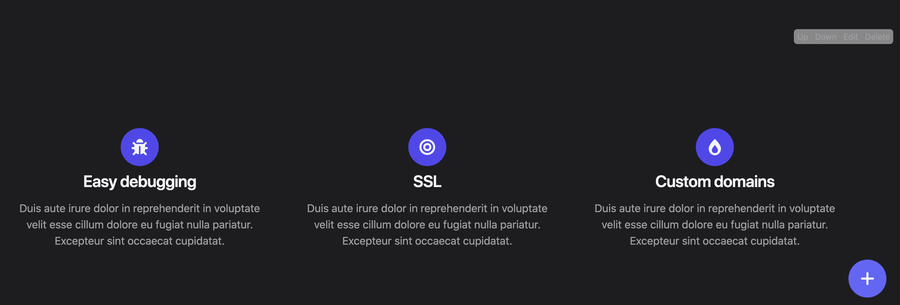 Up Down Edit Delete
Easy debugging
Duis aute irure dolor in reprehenderit in voluptate
velit esse cillum dolore eu fugiat nulla pariatur.
Excepteur sint occaecat cupidatat.
SSL
Duis aute irure dolor in reprehenderit in voluptate
velit esse cillum dolore eu fugiat nulla pariatur.
Excepteur sint occaecat cupidatat.
Custom domains
Duis aute irure dolor in reprehenderit in voluptate
velit esse cillum dolore eu fugiat nulla pariatur.
Excepteur sint occaecat cupidatat.